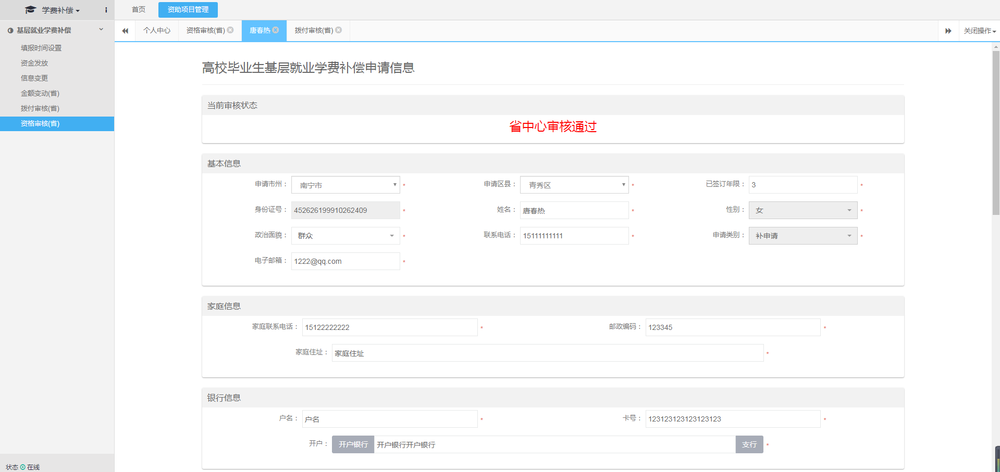 学费补偿
首页 资助项目管理
基层就业学费补偿
填报时间设置
资金发放
信息变更
金额变动(省)
拨付审核(省)
资格审核(省)
状态 在线
个人中心 资格审核(省) 唐春热 拨付审核(省) 关闭操作
高校毕业生基层就业学费补偿申请信息
当前审核状态
省中心审核通过
基本信息
申请市州： 南宁市 * 申请区县： 青秀区 * 已签订年限： 3 *
身份证号： 452626199910262409 * 姓名： 唐春热 * 性别： 女 *
政治面貌： 群众 * 联系电话： 15111111111 * 申请类别： 补申请 *
电子邮箱： 1222@qq.com *
家庭信息
家庭联系电话： 15122222222 * 邮政编码： 123345 *
家庭住址： 家庭住址 *
银行信息
户名： 户名 * 卡号： 123123123123123123 *
开户： 开户银行 开户银行开户银行 支行 *